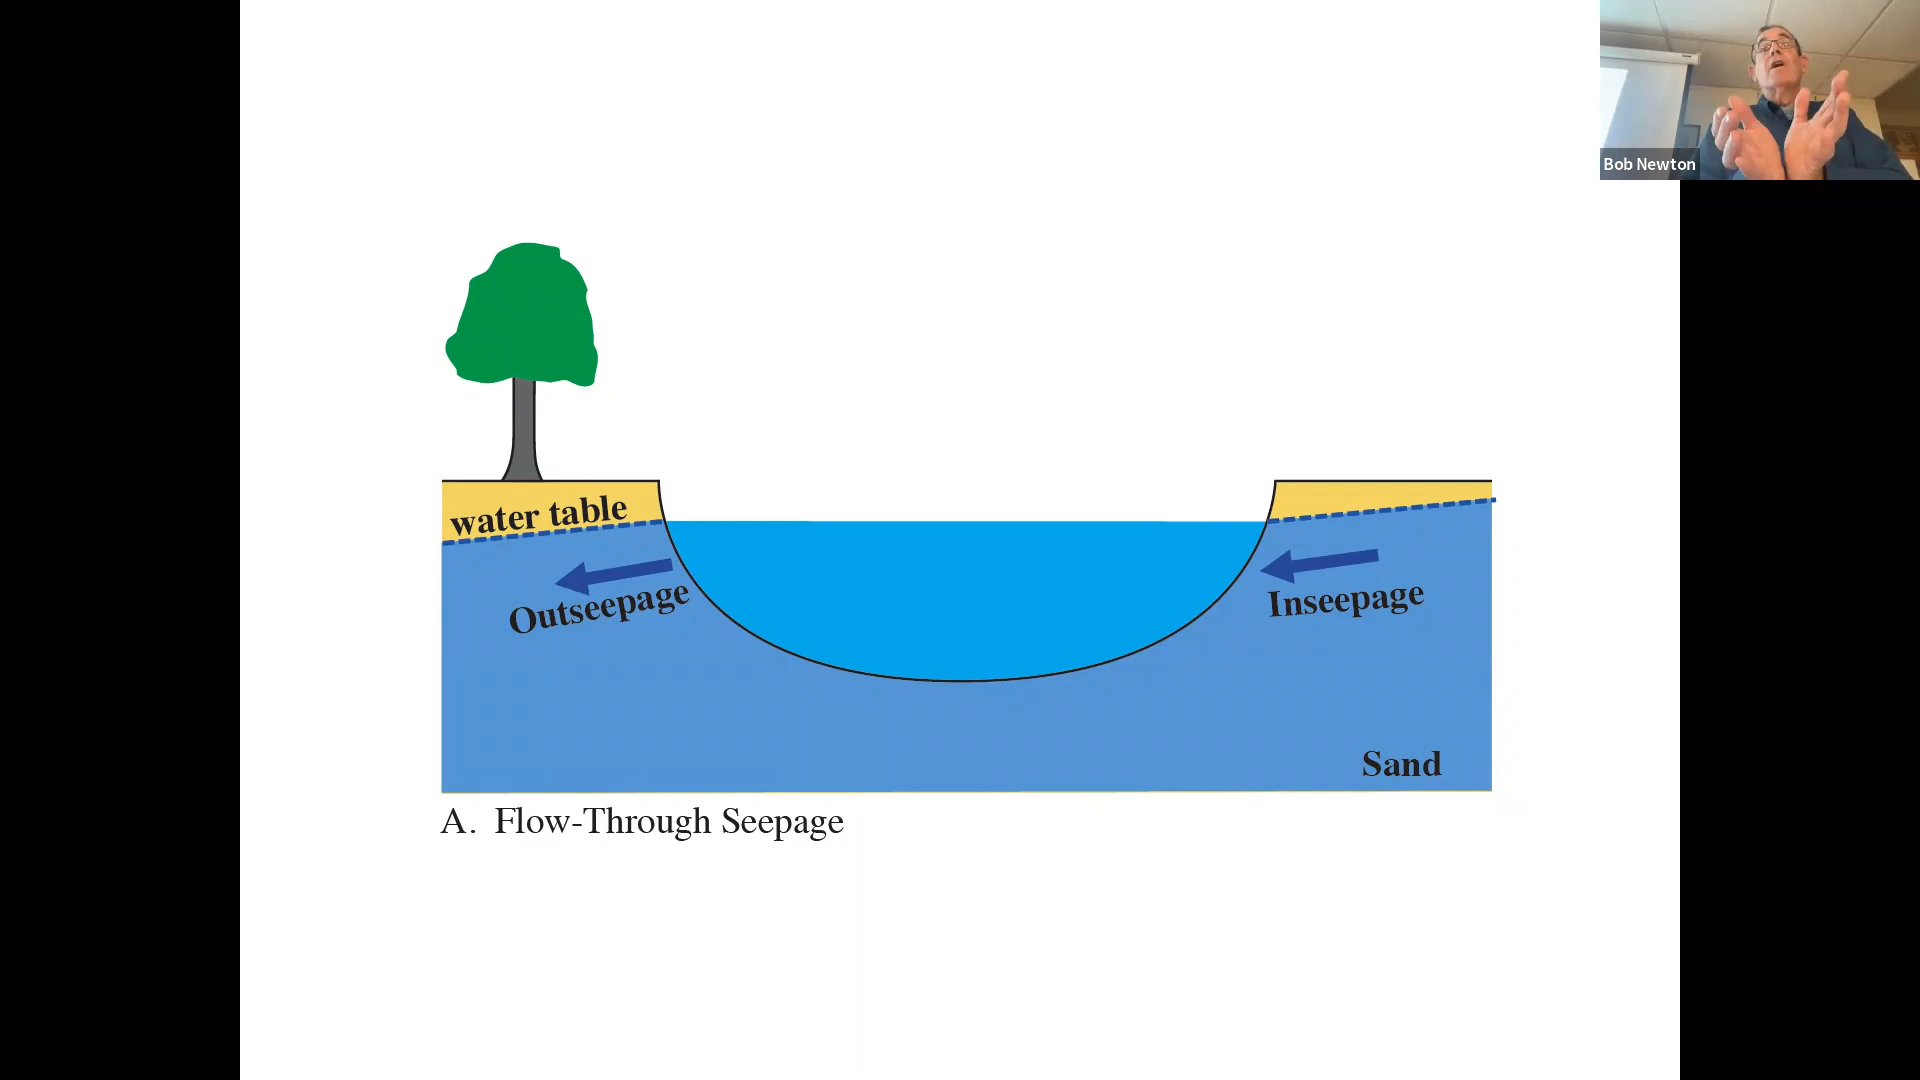 Bob Newton
water table
Outseepage
Inseepage
Sand
A. Flow-Through Seepage